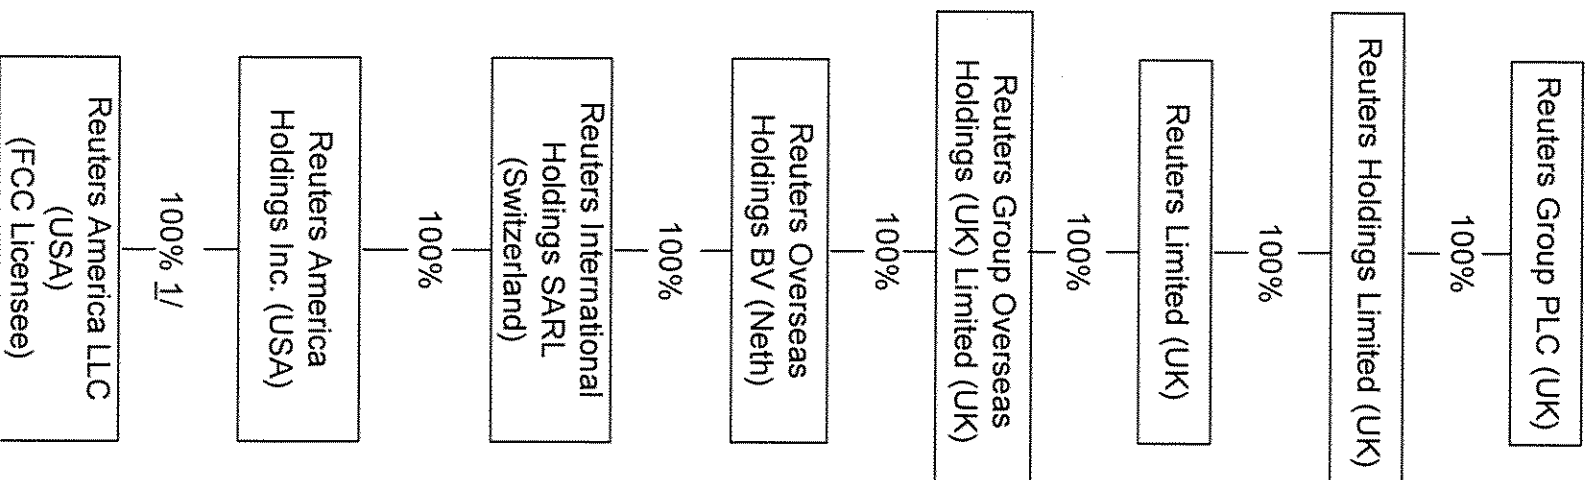 Reuters Group PLC (UK)
100%
Reuters Holdings Limited (UK)
100%
Reuters Limited (UK)
100%
Reuters Group Overseas
Holdings (UK) Limited (UK)
100%
Reuters Overseas
Holdings BV (Neth)
100%
Reuters International
Holdings SARL
(Switzerland)
100%
Reuters America
Holdings Inc. (USA)
100% 1/
Reuters America LLC
(USA)
(FCC Licensee)